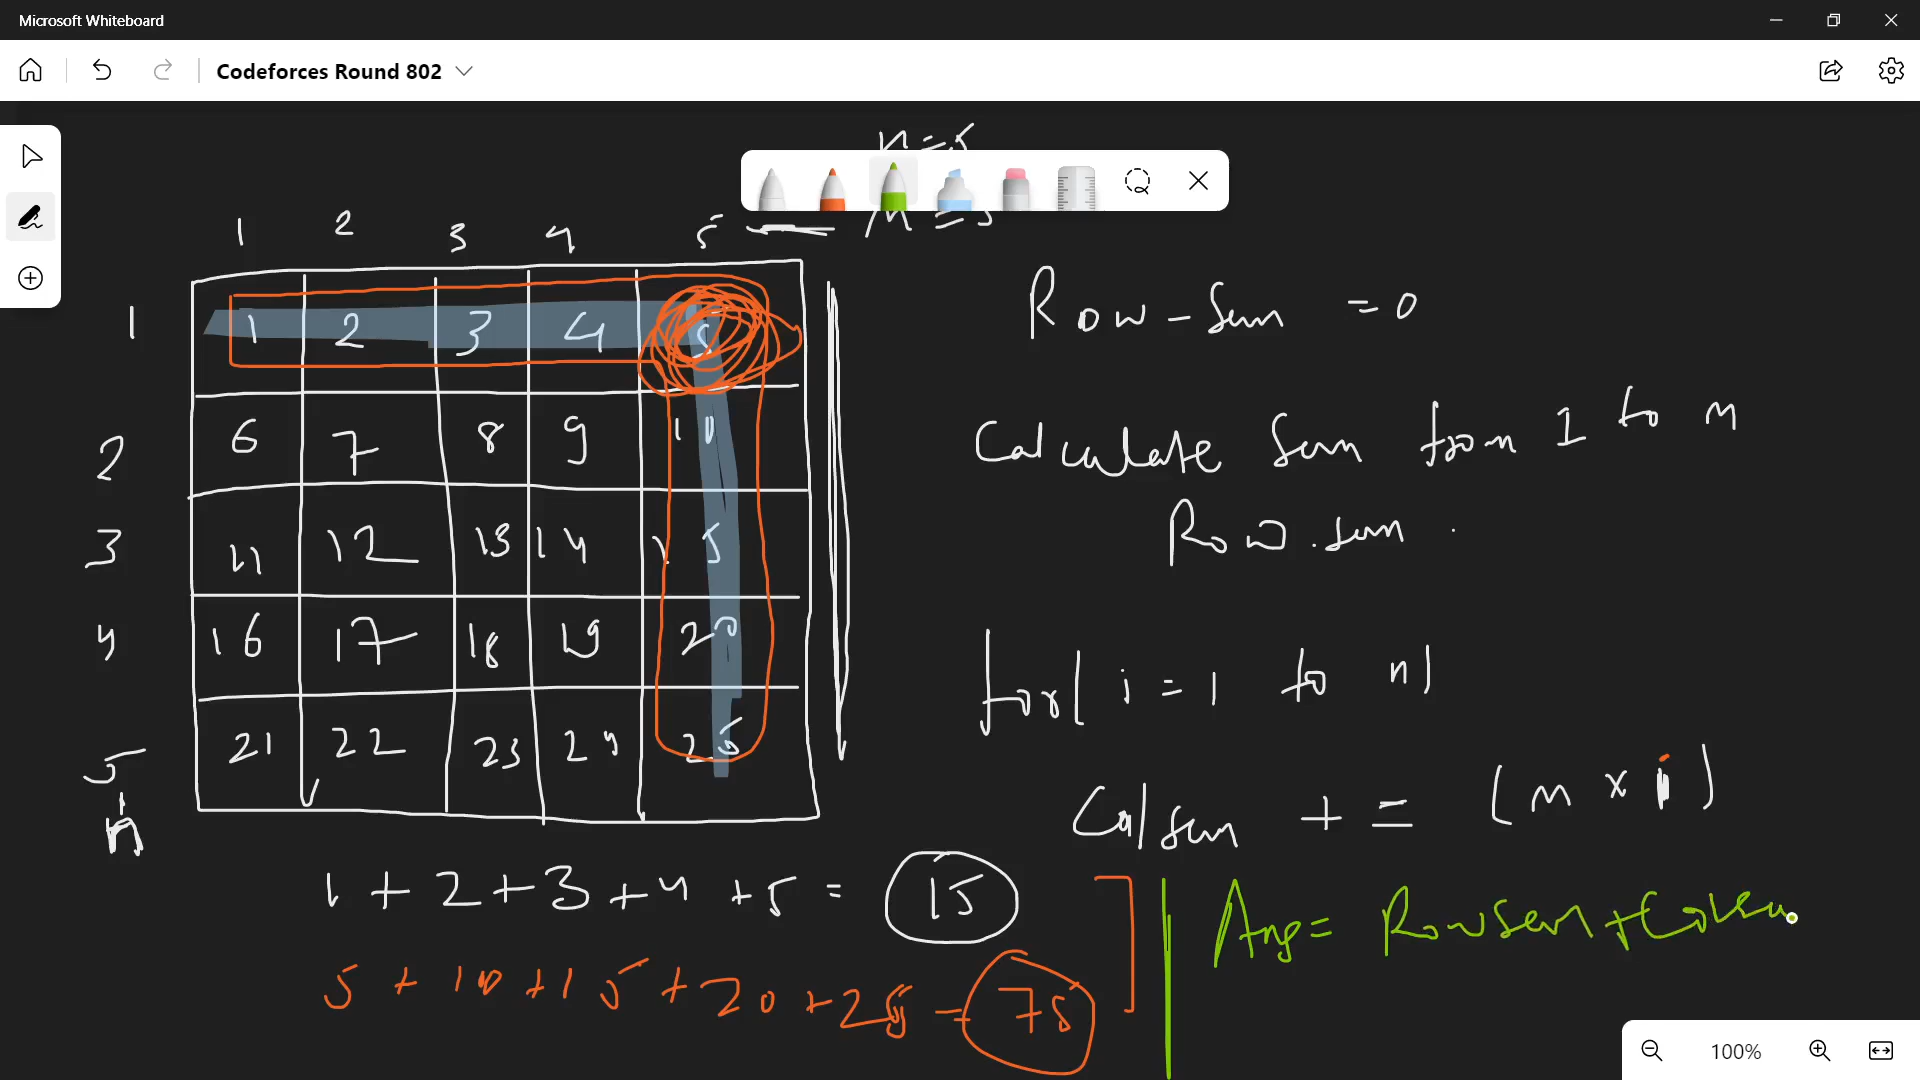 Microsoft Whiteboard
Codeforces Round 802
n = 5
M = 5
1 2 3 4 5
1 1 2 3 4 5
2 6 7 8 9 10
3 11 12 13 14 15
4 16 17 18 19 20
5 21 22 23 24 25
n
1 + 2 + 3 + 4 + 5 = 15
5 + 10 + 15 + 20 + 25 = 75
Row - Sum = 0
Calculate Sum from 1 to m
Row . sum .
for( i = 1 to n)
Colsum + = (m x i)
Ans = Rowsum + Colsu
100%